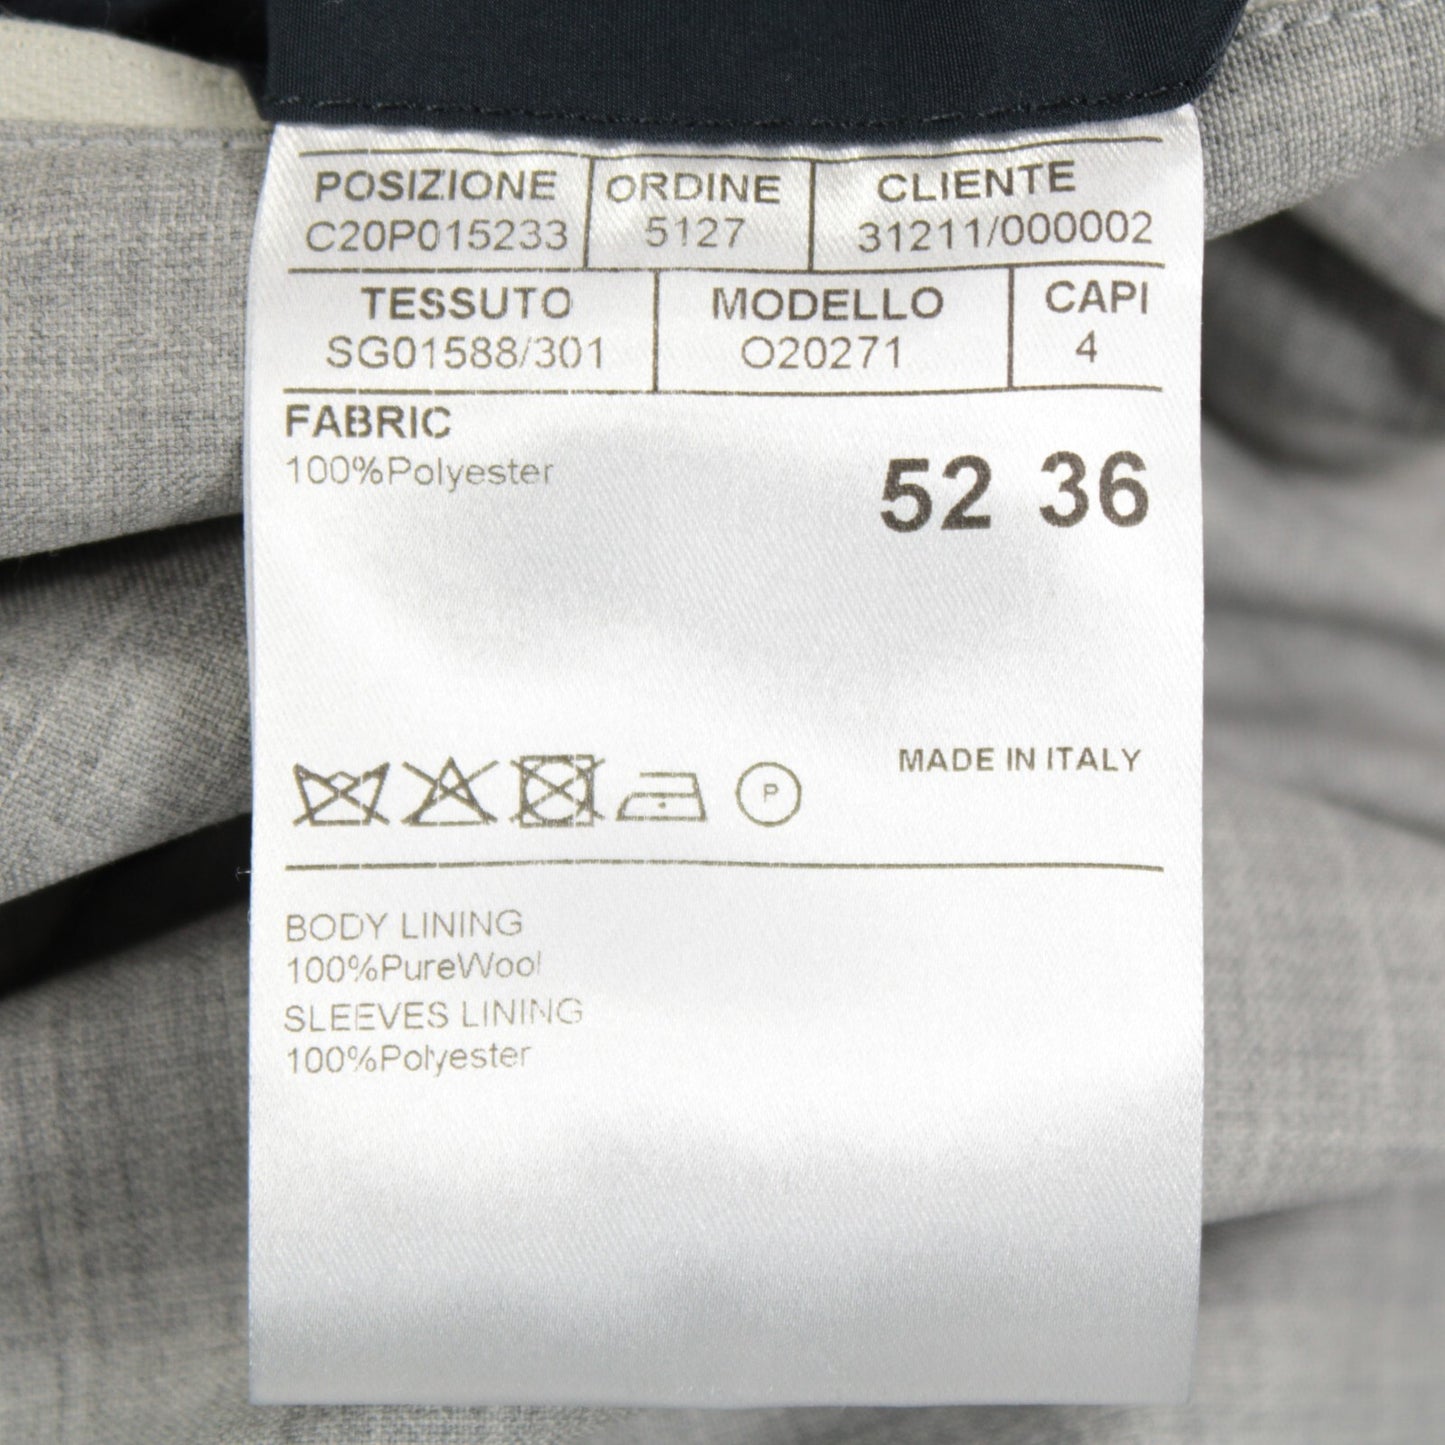 POSIZIONE ORDINE CLIENTE
C20P015233 5127 31211/000002
TESSUTO MODELLO CAPI
SG01588/301 O20271 4
FABRIC
100%Polyester
52 36
MADE IN ITALY
P
BODY LINING
100%PureWool
SLEEVES LINING
100%Polyester